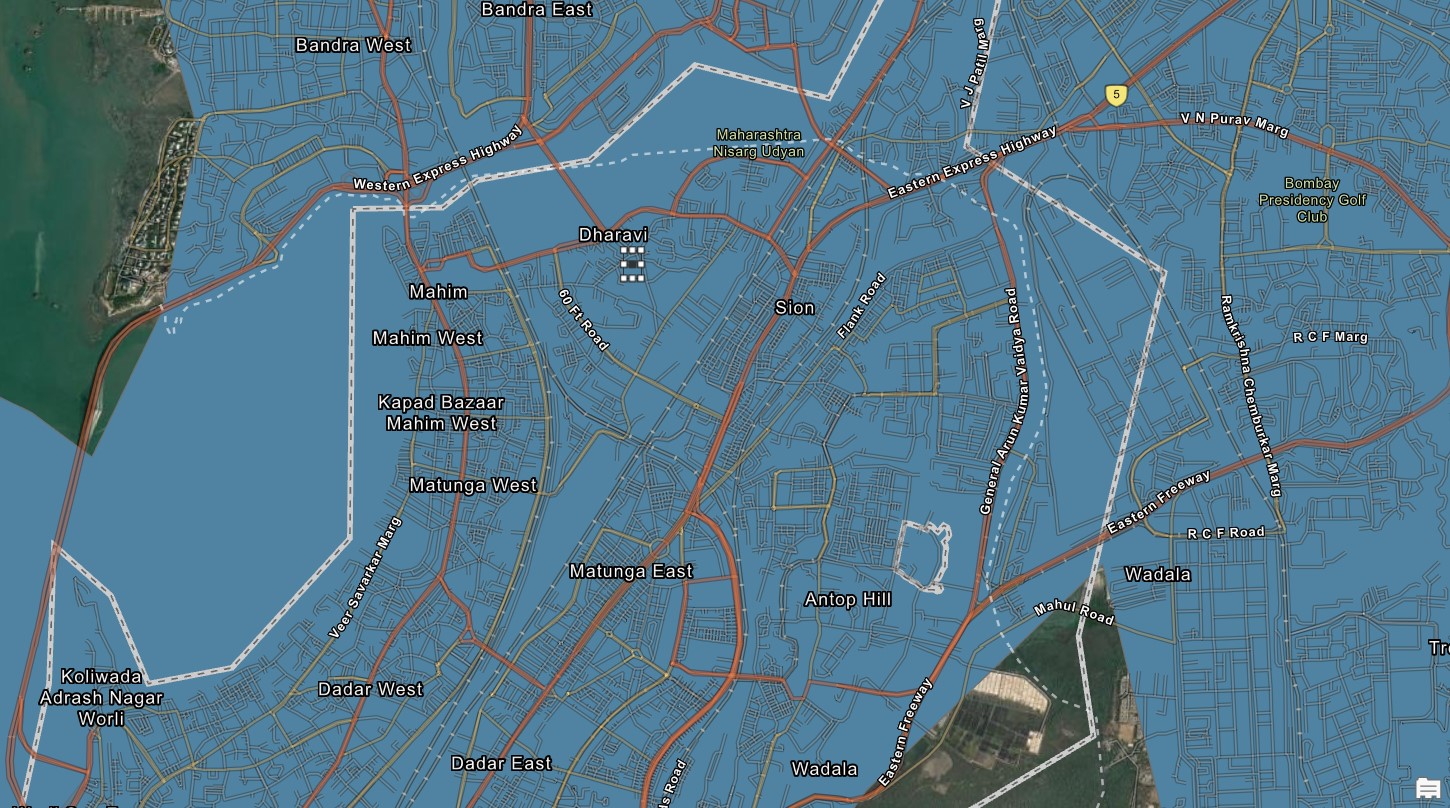 Bandra East
Bandra West
V J Patil Marg
5
V N Purav Marg
Maharashtra
Nisarg Udyan
Western Express Highway
Eastern Express Highway
Bombay
Presidency Golf
Club
Dharavi
Mahim
60 Ft Road
Sion
Flank Road
General Arun Kumar Vaidya Road
Ramkrishna Chemburkar Marg
R C F Marg
Mahim West
Kapad Bazaar
Mahim West
Matunga West
Veer Savarkar Marg
Eastern Freeway
R C F Road
Matunga East
Antop Hill
Wadala
Mahul Road
Koliwada
Adrash Nagar
Worli
Dadar West
Eastern Freeway
Dadar East
Wadala
Road